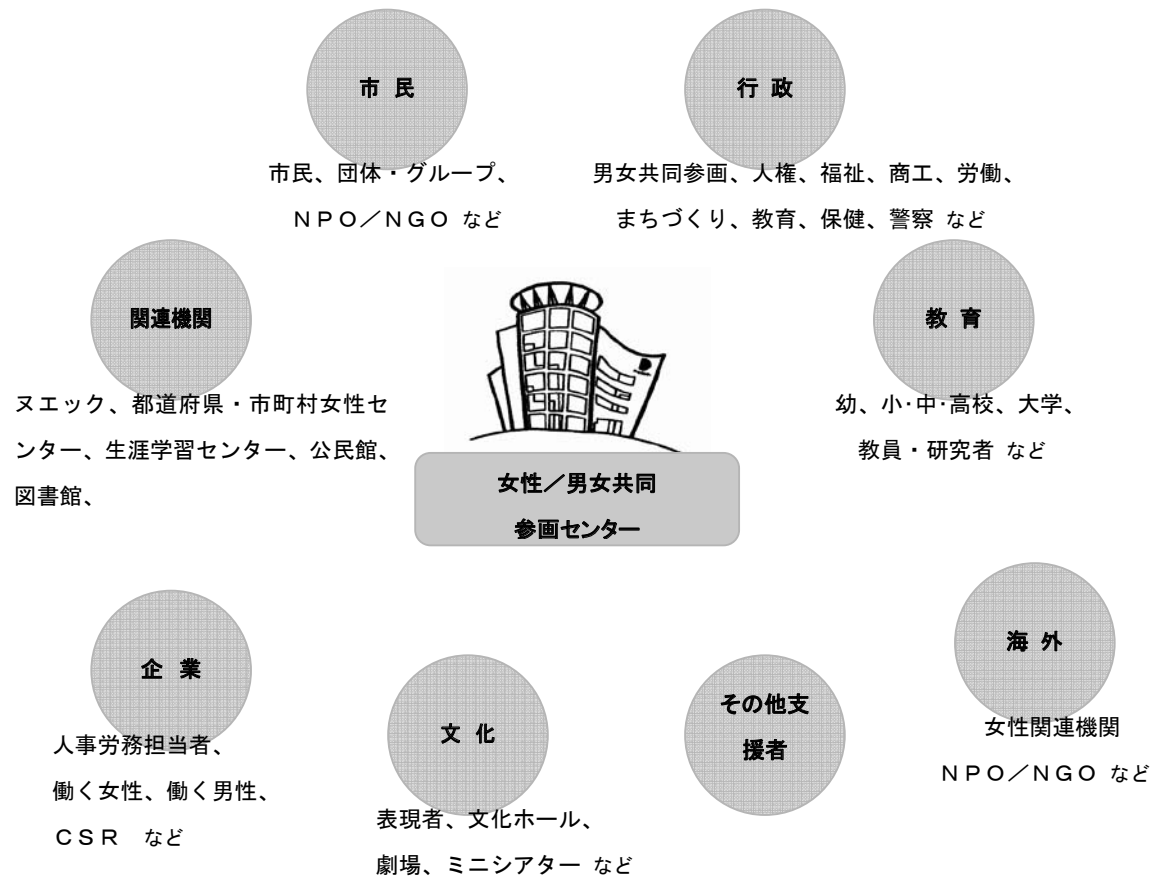 市 民
行 政
市民、団体・グループ、
ＮＰＯ／ＮＧＯ など
男女共同参画、人権、福祉、商工、労働、
まちづくり、教育、保健、警察 など
関連機関
教 育
ヌエック、都道府県・市町村女性セ
ンター、生涯学習センター、公民館、
図書館、
幼、小・中・高校、大学、
教員・研究者 など
女性／男女共同
参画センター
企 業
人事労務担当者、
働く女性、働く男性、
ＣＳＲ など
文 化
表現者、文化ホール、
劇場、ミニシアター など
その他支
援者
海 外
女性関連機関
ＮＰＯ／ＮＧＯ など